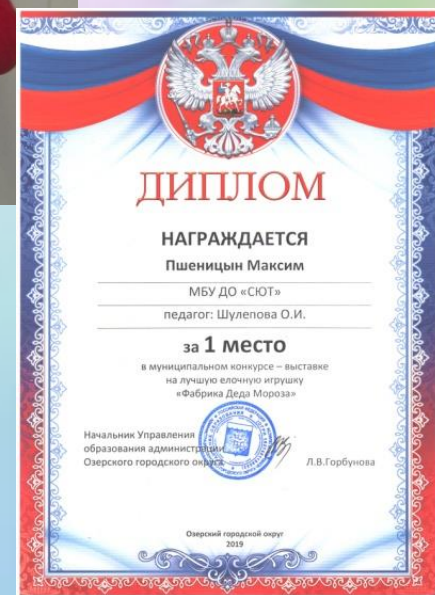 ДИПЛОМ
НАГРАЖДАЕТСЯ
Пшеницын Максим
МБУ ДО «СЮТ»
педагог: Шулепова О.И.
за 1 место
в муниципальном конкурсе – выставке
на лучшую елочную игрушку
«Фабрика Деда Мороза»
Начальник Управления
образования администрации
Озерского городского округа Л.В.Горбунова
Озерский городской округ
2019